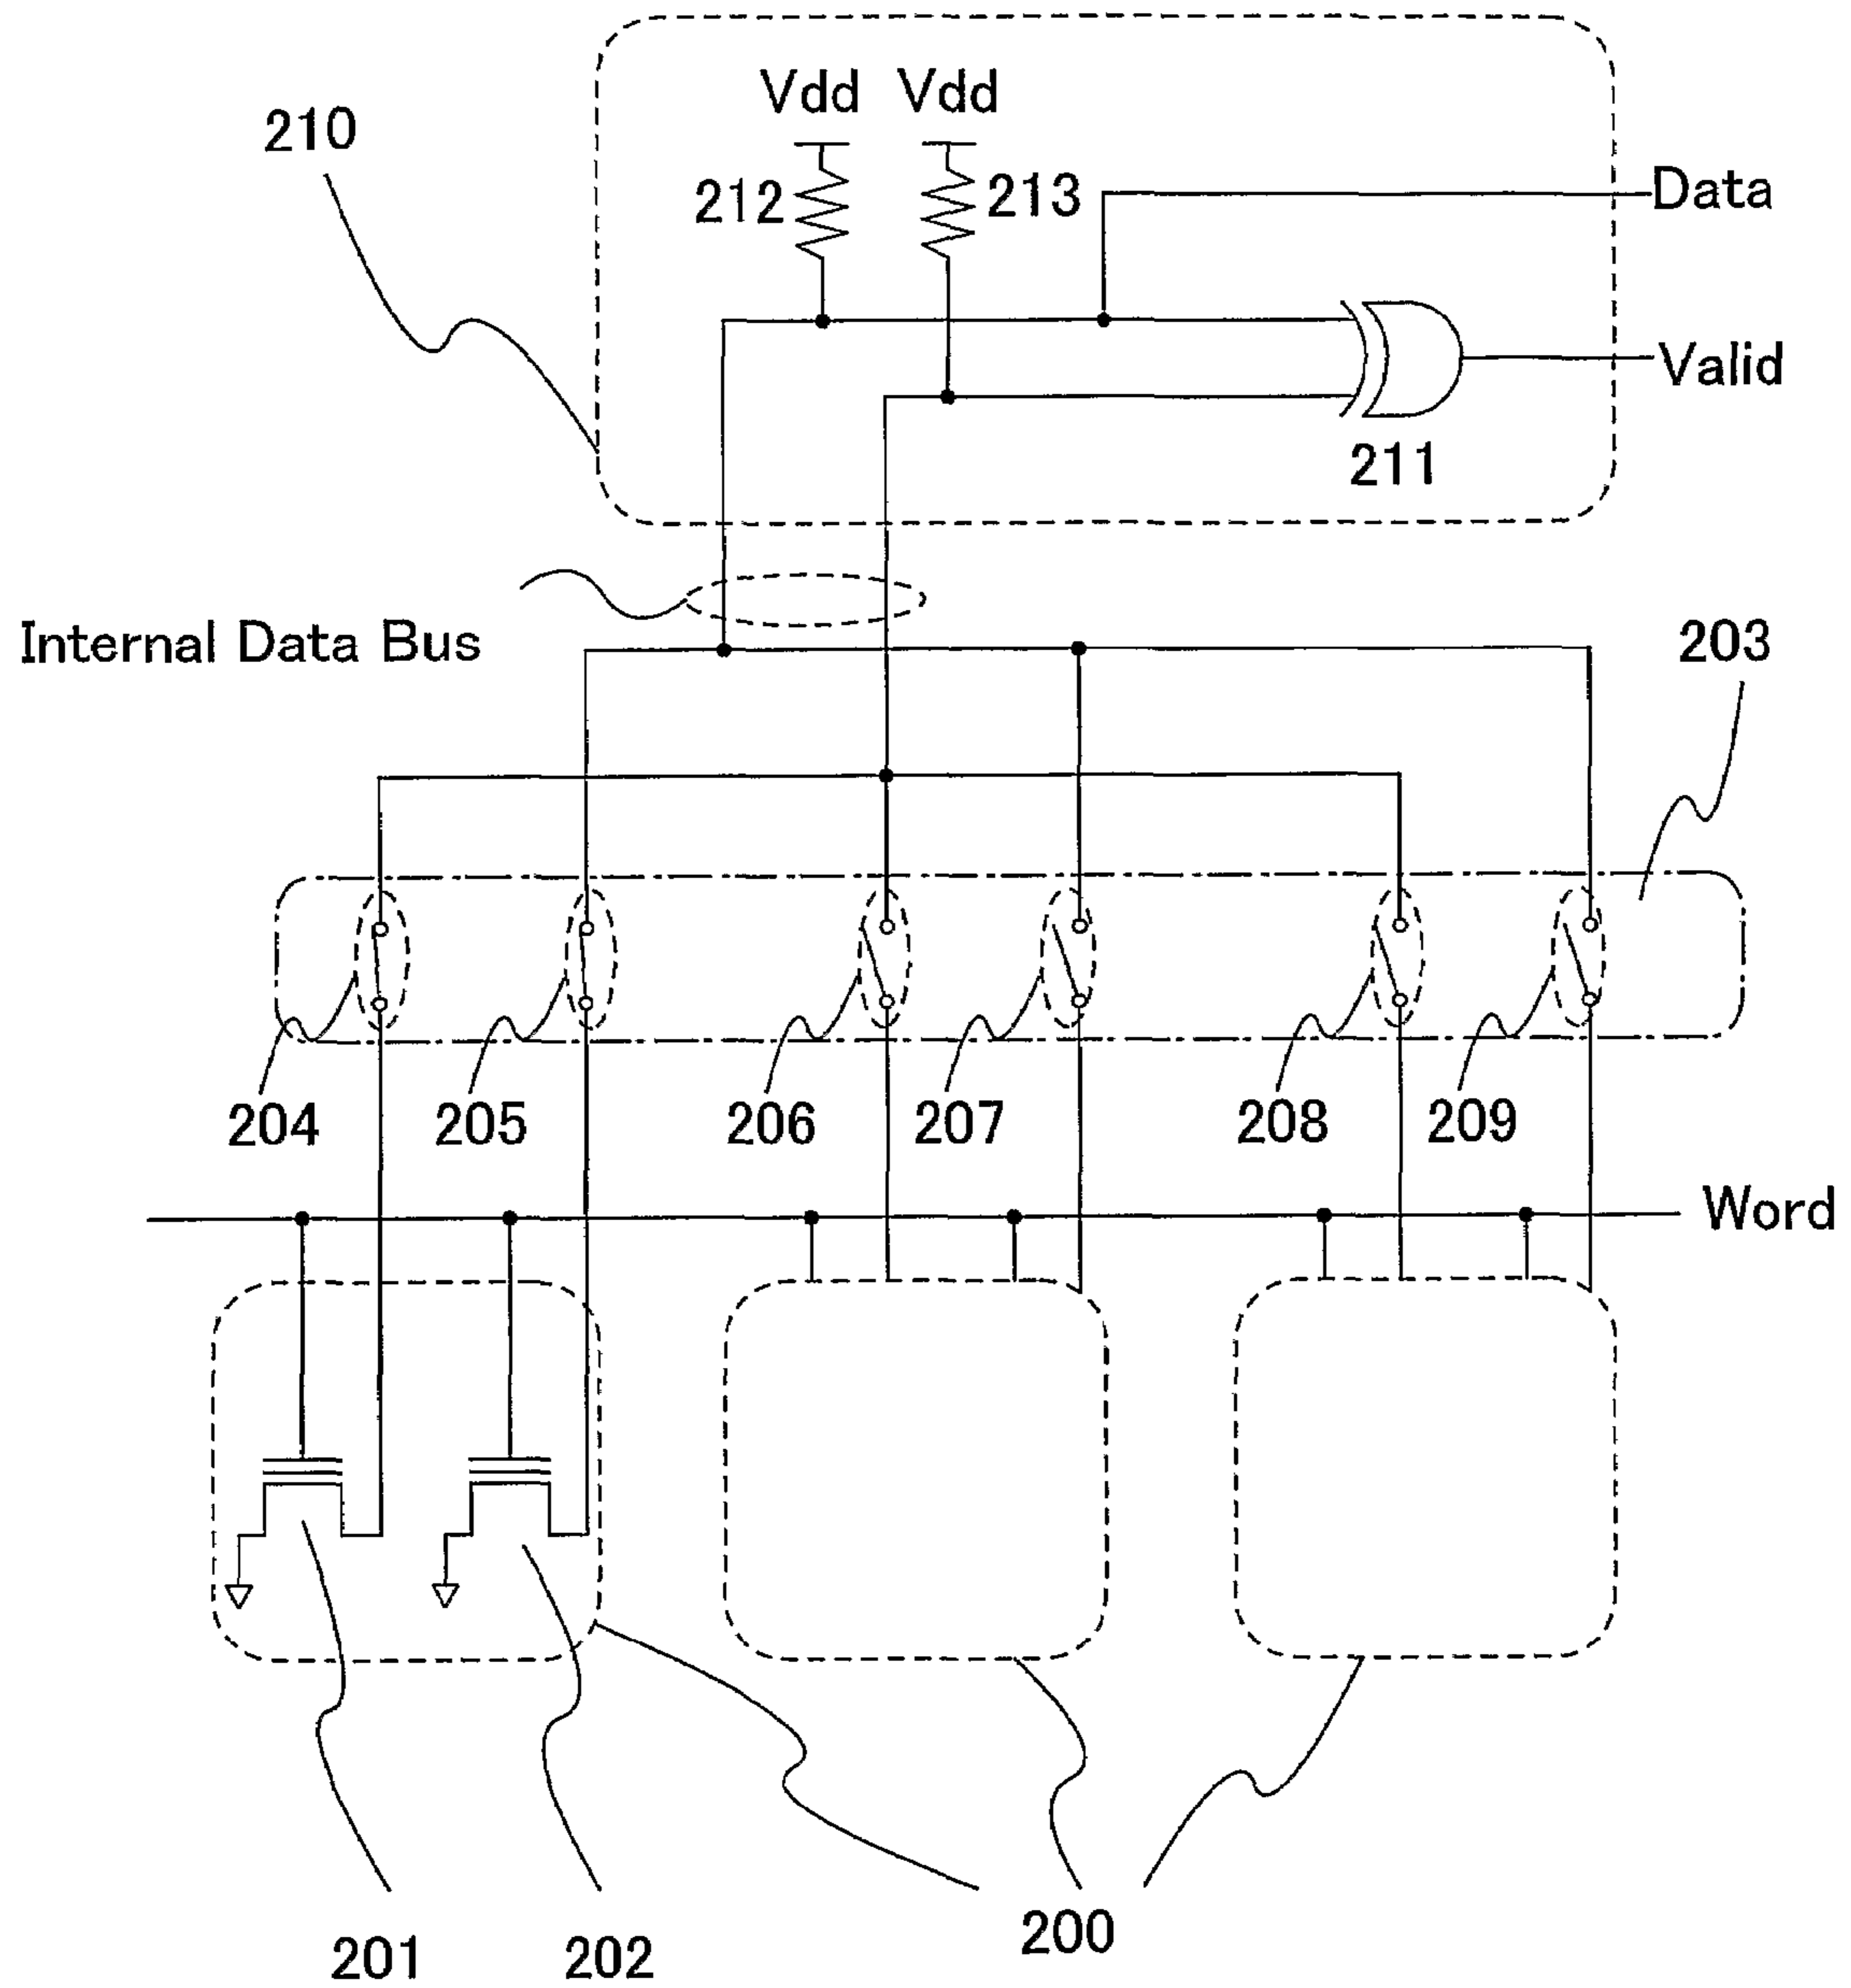 Vdd Vdd
210
212
213
Data
Valid
211
Internal Data Bus
203
204
205
206
207
208
209
Word
200
201
202